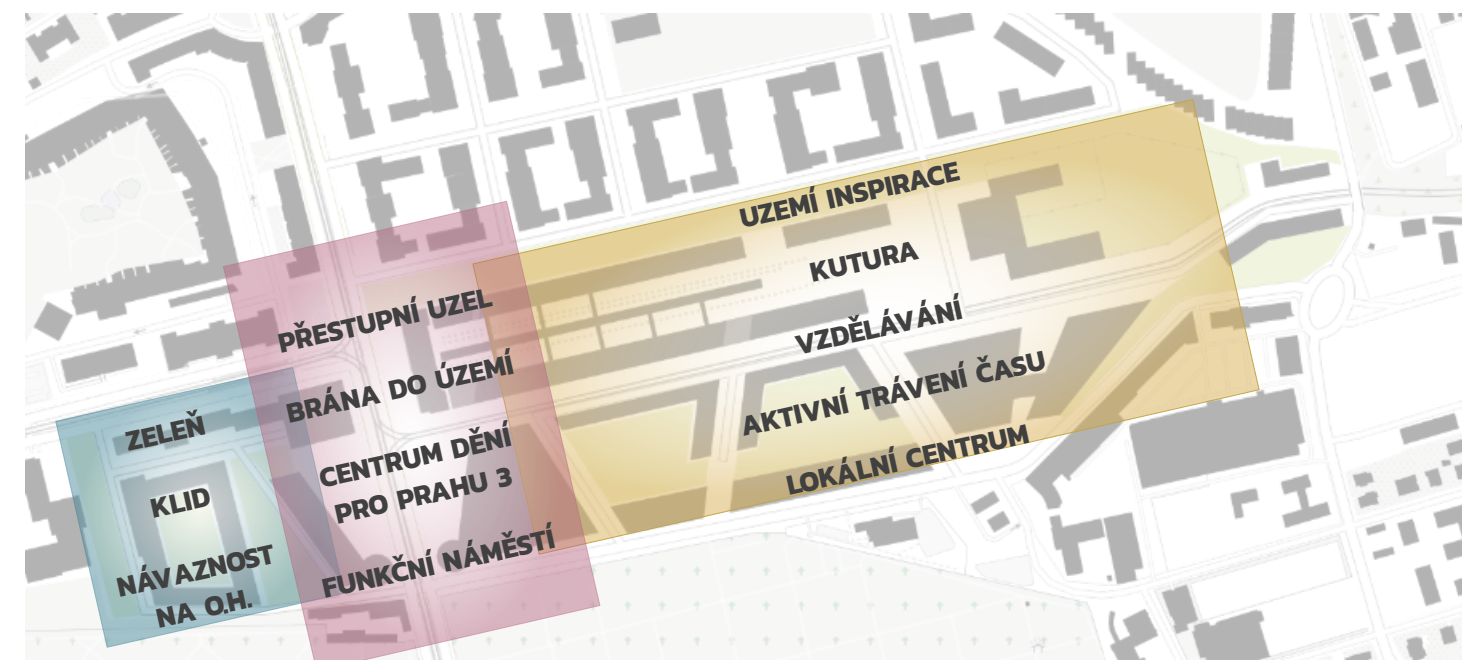 ZELEŇ
KLID
NÁVAZNOST
NA O.H.
PŘESTUPNÍ UZEL
BRÁNA DO ÚZEMÍ
CENTRUM DĚNÍ
PRO PRAHU 3
FUNKČNÍ NÁMĚSTÍ
UZEMÍ INSPIRACE
KUTURA
VZDĚLÁVÁNÍ
AKTIVNÍ TRÁVENÍ ČASU
LOKÁLNÍ CENTRUM